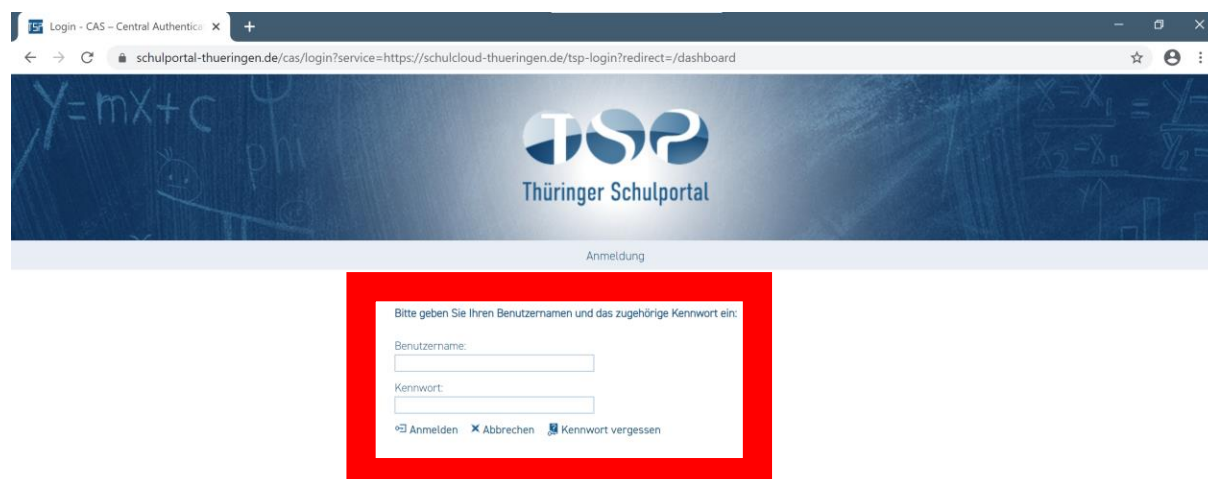 Login - CAS – Central Authentica
schulportal-thueringen.de/cas/login?service=https://schulcloud-thueringen.de/tsp-login?redirect=/dashboard
y=mx+c
phi
TSP
Thüringer Schulportal
Anmeldung
Bitte geben Sie Ihren Benutzernamen und das zugehörige Kennwort ein:
Benutzername:
Kennwort:
Anmelden Abbrechen Kennwort vergessen